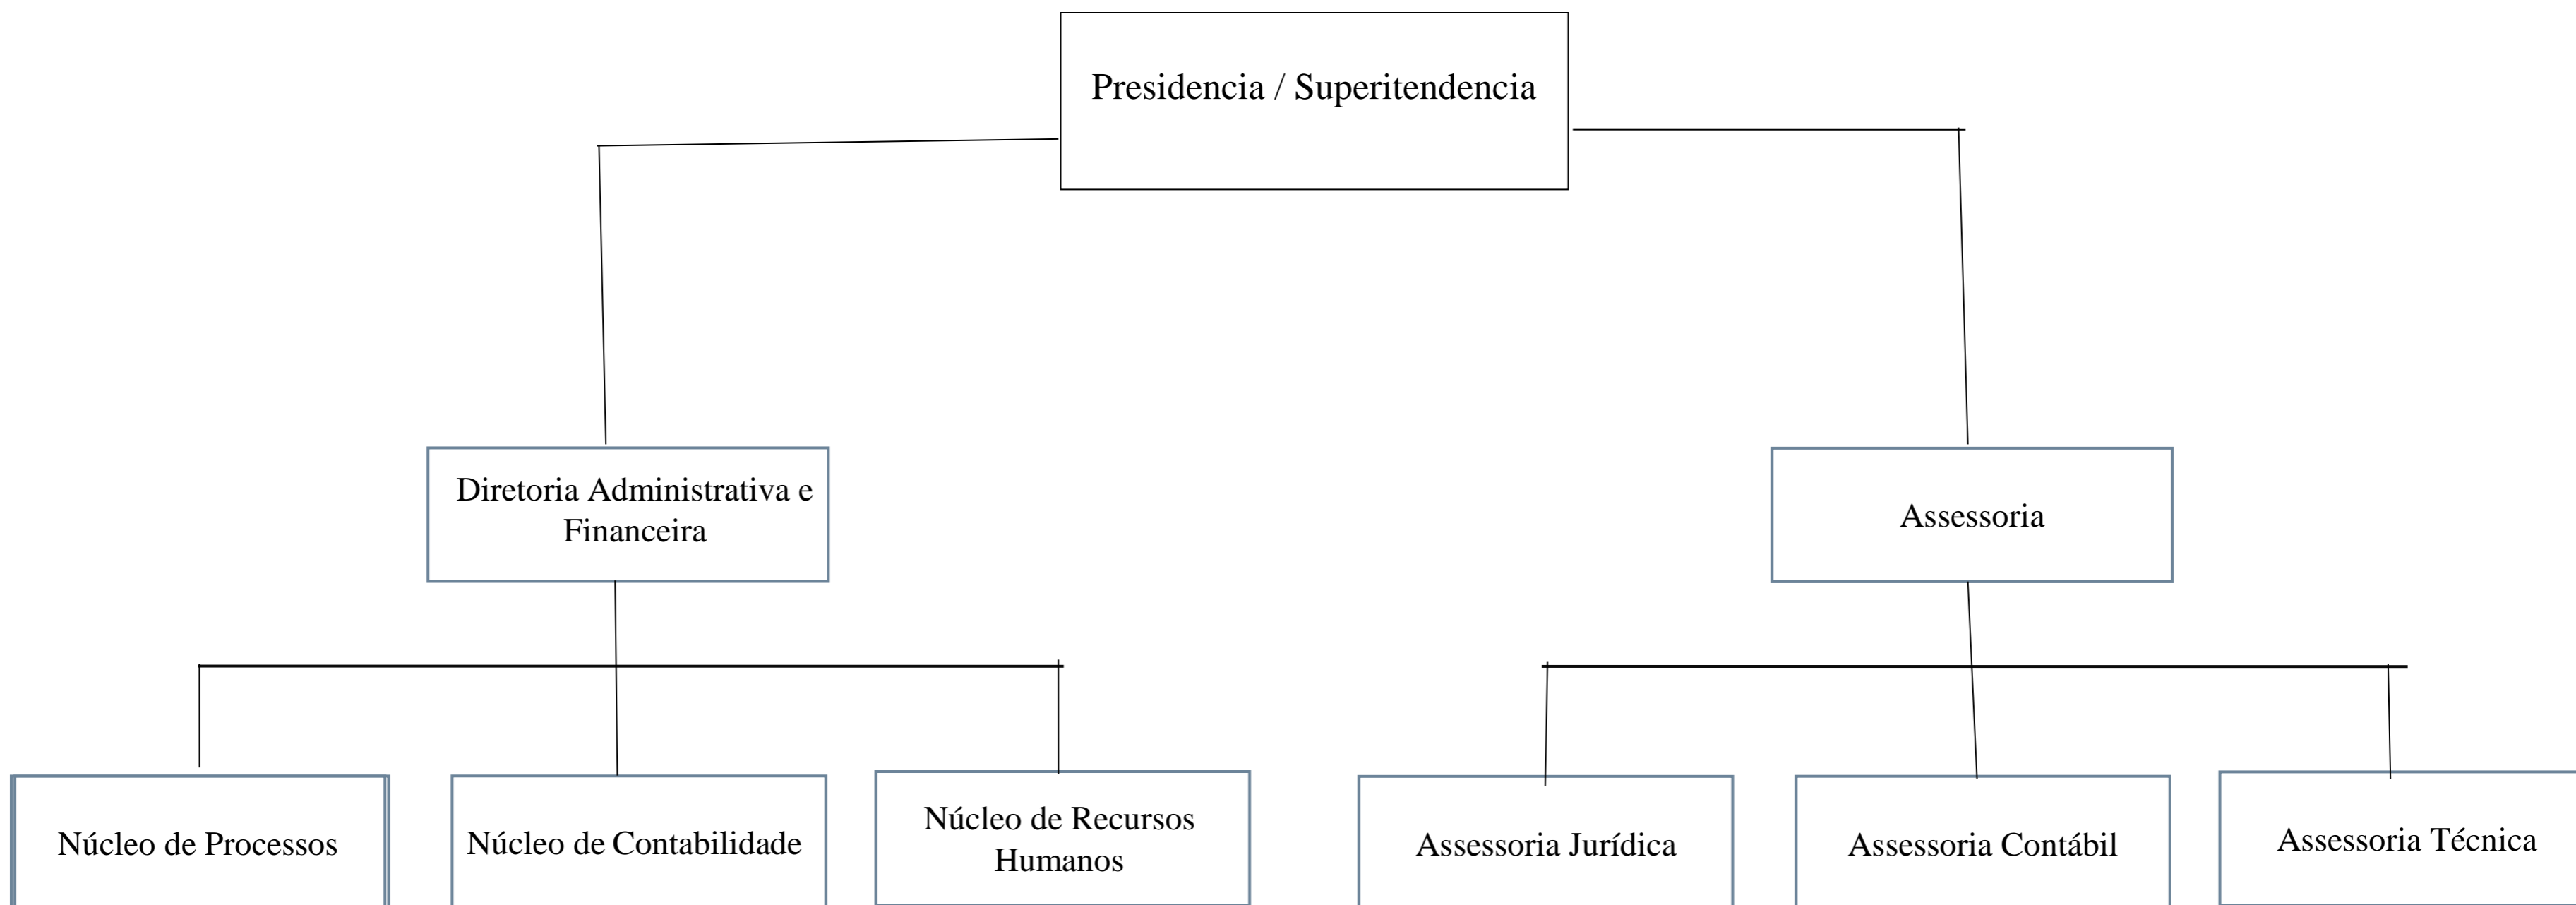 Presidencia / Superitendencia
Diretoria Administrativa e
Financeira
Assessoria
Núcleo de Processos
Núcleo de Contabilidade
Núcleo de Recursos
Humanos
Assessoria Jurídica
Assessoria Contábil
Assessoria Técnica